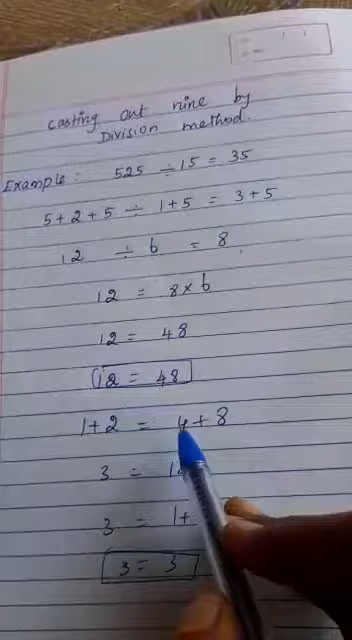 Casting out nine by
Division method.
Example: 525 ÷ 15 = 35
5+2+5 ÷ 1+5 = 3+5
12 ÷ 6 = 8
12 = 8×6
12 = 48
12 = 48
1+2 = 4+8
3 = 1
3 = 1+
3 = 3